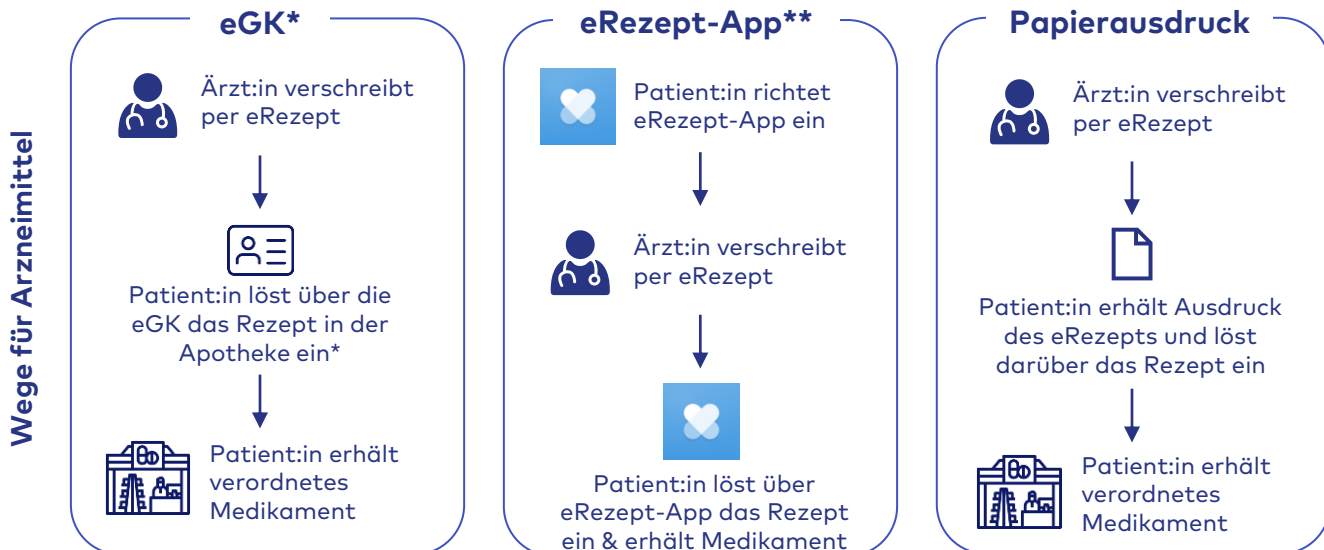 Wege für Arzneimittel
eGK*
Ärzt:in verschreibt
per eRezept
Patient:in löst über die
eGK das Rezept in der
Apotheke ein*
Patient:in erhält
verordnetes
Medikament
eRezept-App**
Patient:in richtet
eRezept-App ein
Ärzt:in verschreibt
per eRezept
Patient:in löst über
eRezept-App das Rezept
ein & erhält Medikament
Papierausdruck
Ärzt:in verschreibt
per eRezept
Patient:in erhält Ausdruck
des eRezepts und löst
darüber das Rezept ein
Patient:in erhält
verordnetes
Medikament